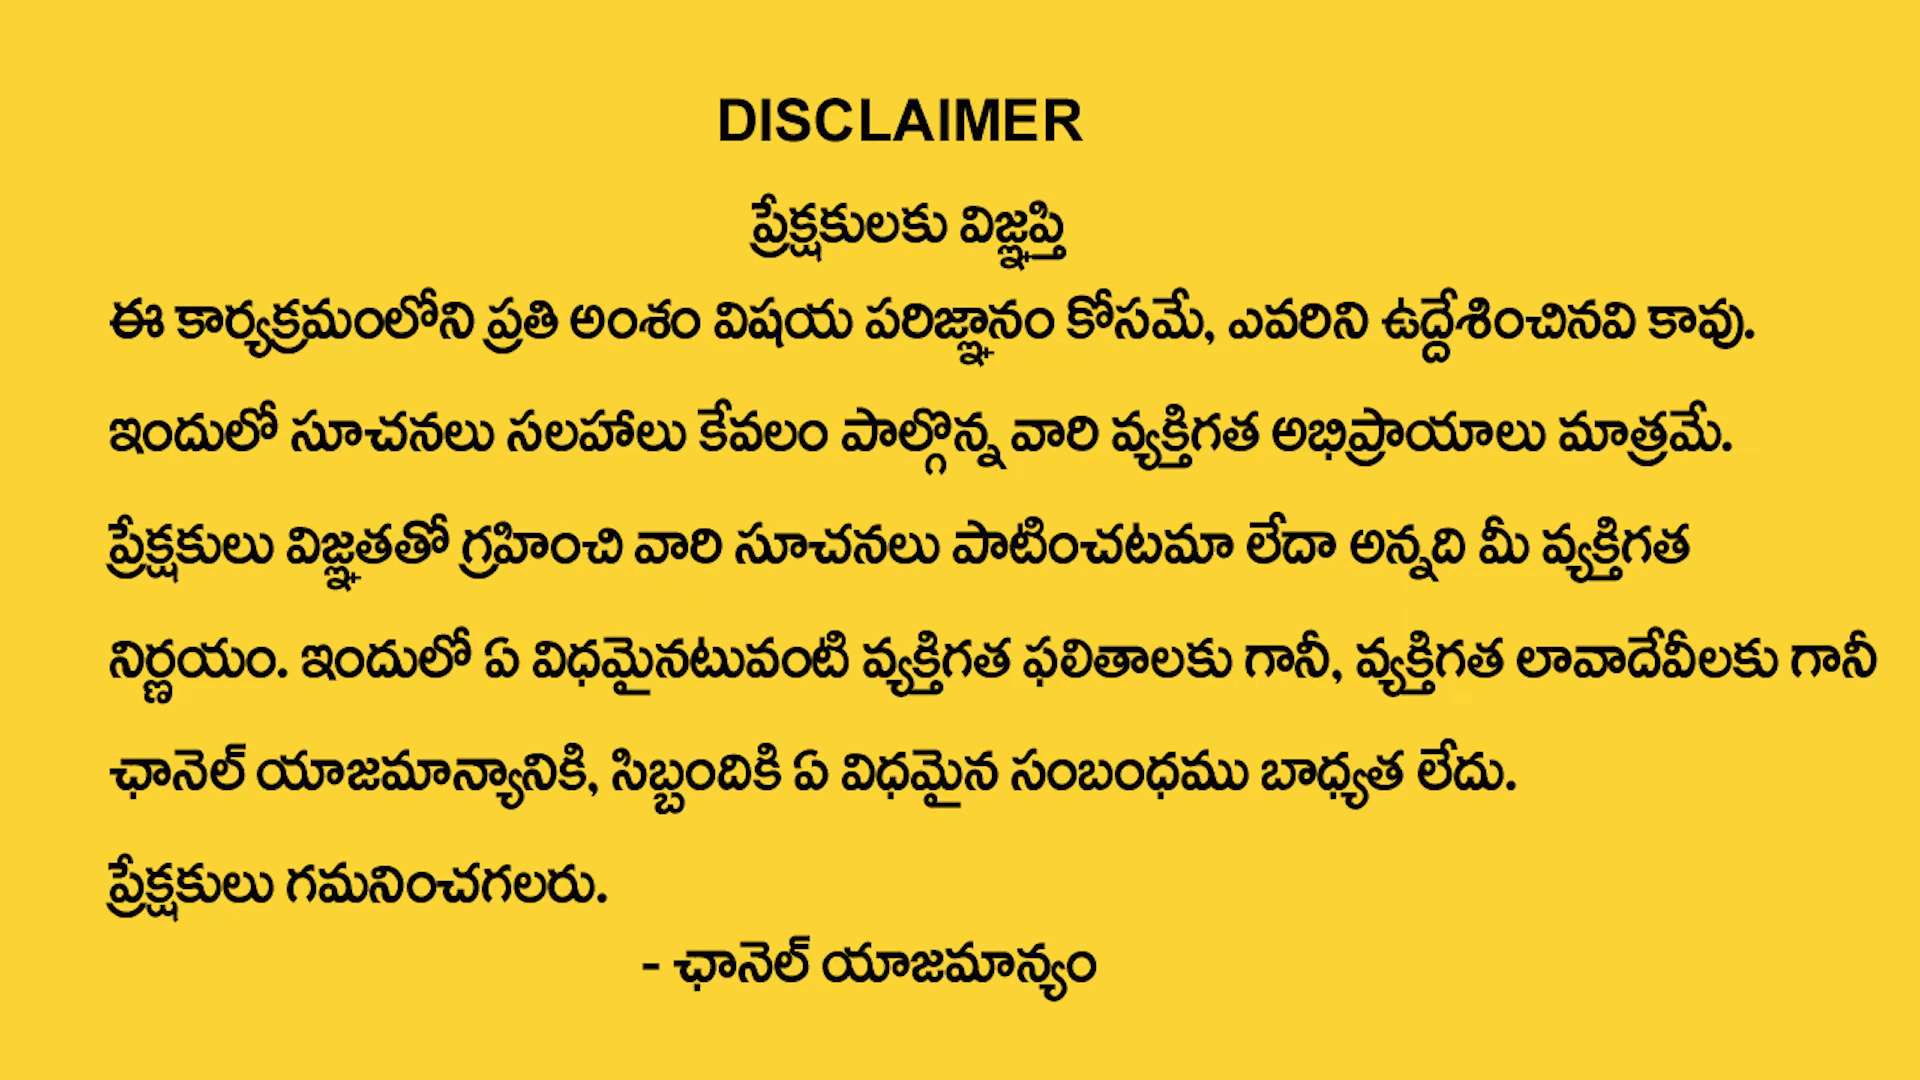 DISCLAIMER
ప్రేక్షకులకు విజ్ఞప్తి
ఈ కార్యక్రమంలోని ప్రతి అంశం విషయ పరిజ్ఞానం కోసమే, ఎవరిని ఉద్దేశించినవి కావు.
ఇందులో సూచనలు సలహాలు కేవలం పాల్గొన్న వారి వ్యక్తిగత అభిప్రాయాలు మాత్రమే.
ప్రేక్షకులు విజ్ఞతతో గ్రహించి వారి సూచనలు పాటించటమా లేదా అన్నది మీ వ్యక్తిగత
నిర్ణయం. ఇందులో ఏ విధమైనటువంటి వ్యక్తిగత ఫలితాలకు గానీ, వ్యక్తిగత లావాదేవీలకు గానీ
ఛానెల్ యాజమాన్యానికి, సిబ్బందికి ఏ విధమైన సంబంధము బాధ్యత లేదు.
ప్రేక్షకులు గమనించగలరు.
- ఛానెల్ యాజమాన్యం